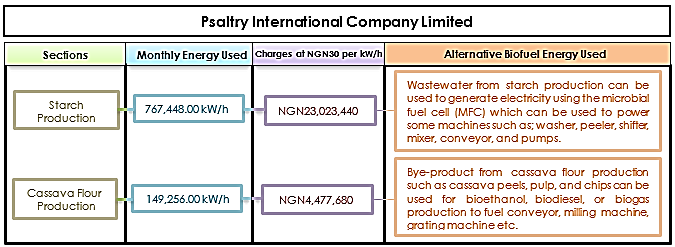 Psaltry International Company Limited
Sections
Monthly Energy Used
Charges at NGN30 per kW/h
Alternative Biofuel Energy Used
Starch
Production
767,448.00 kW/h
NGN23,023,440
Wastewater from starch production can be
used to generate electricity using the microbial
fuel cell (MFC) which can be used to power
some machines such as; washer, peeler, shifter,
mixer, conveyor, and pumps.
Cassava Flour
Production
149,256.00 kW/h
NGN4,477,680
Bye-product from cassava flour production
such as cassava peels, pulp, and chips can be
used for bioethanol, biodiesel, or biogas
production to fuel conveyor, milling machine,
grating machine etc.